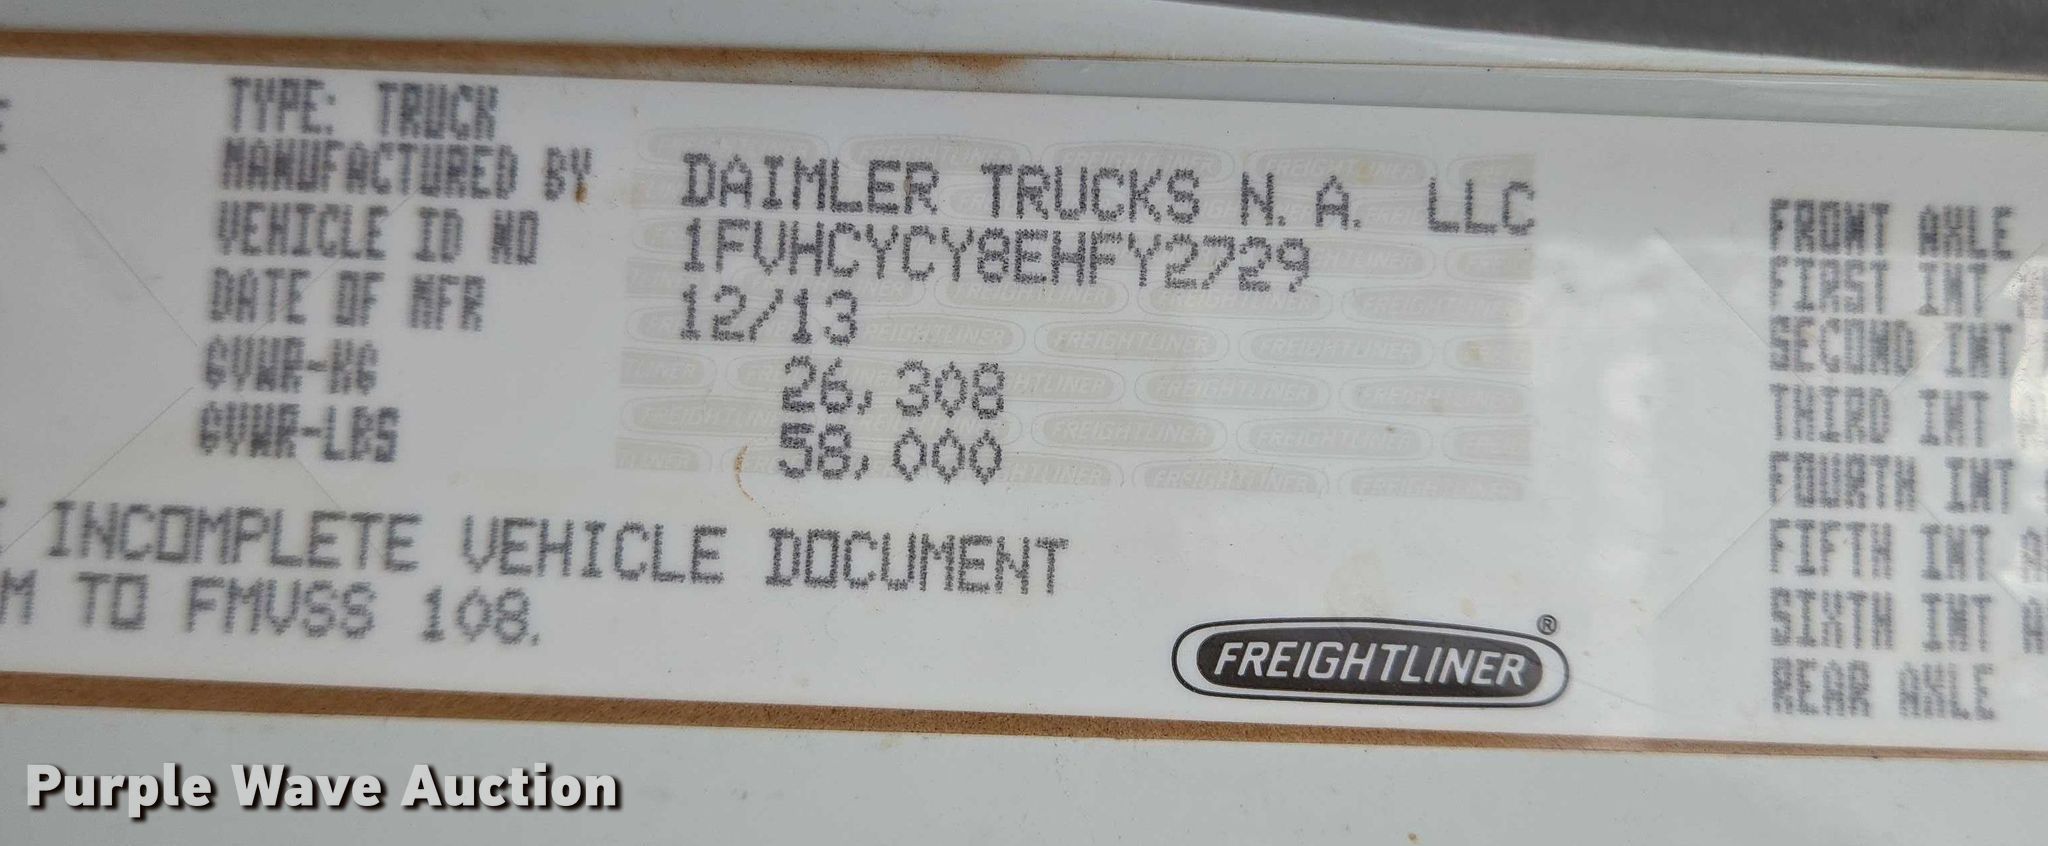 TYPE: TRUCK
MANUFACTURED BY DAIMLER TRUCKS N.A. LLC
VEHICLE ID NO 1FVHCYCY8EHFY2729
DATE OF MFR 12/13
GVWR-KG 26,308
GVWR-LBS 58,000
INCOMPLETE VEHICLE DOCUMENT
M TO FMVSS 108.
FREIGHTLINER®
FRONT AXLE
FIRST INT
SECOND INT
THIRD INT
FOURTH INT
FIFTH INT A
SIXTH INT A
REAR AXLE
Purple Wave Auction